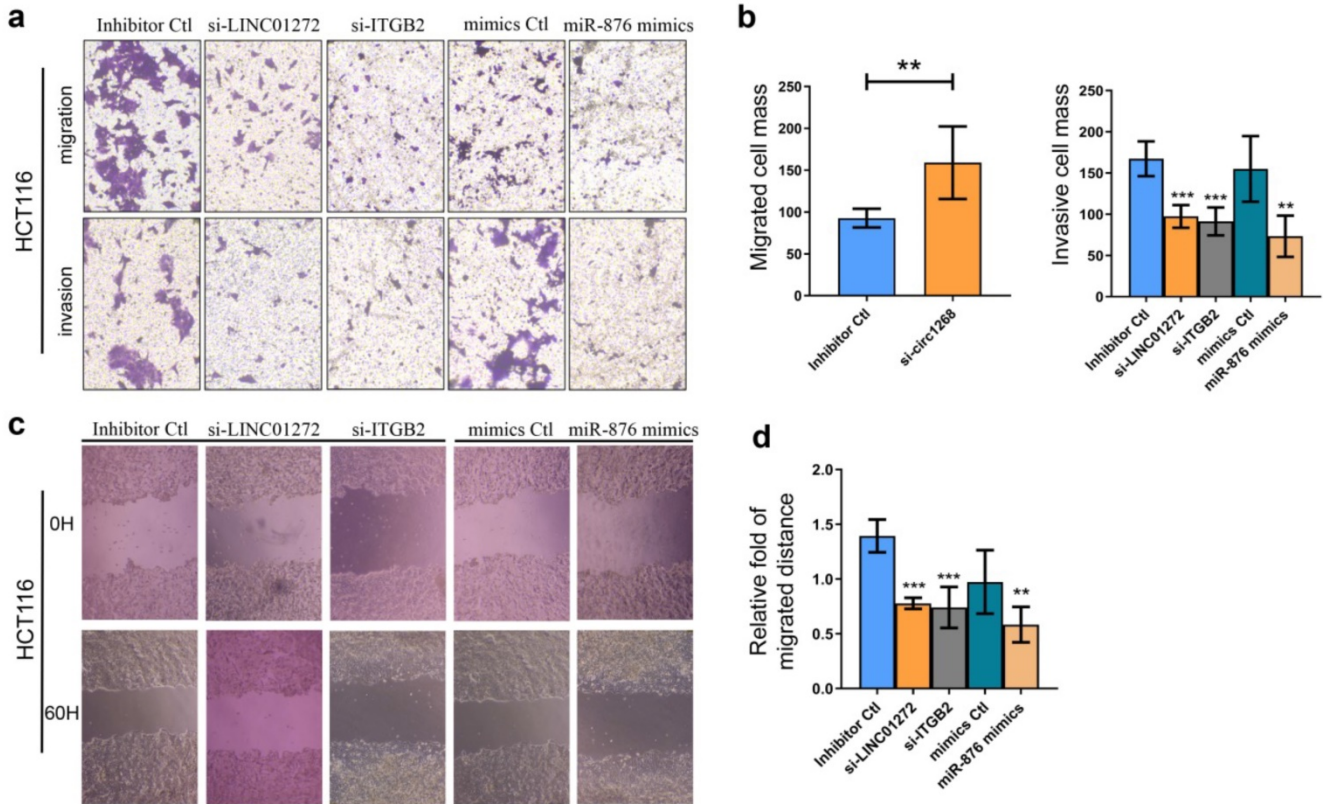 a
Inhibitor Ctl si-LINC01272 si-ITGB2 mimics Ctl miR-876 mimics
HCT116
migration
invasion
b
Migrated cell mass
250
200
150
100
50
0
**
Inhibitor Ctl
si-circ1268
Invasive cell mass
250
200
150
100
50
0
***
***
**
Inhibitor Ctl
si-LINC01272
si-ITGB2
mimics Ctl
miR-876 mimics
c
Inhibitor Ctl si-LINC01272 si-ITGB2 mimics Ctl miR-876 mimics
HCT116
0H
60H
d
Relative fold of
migrated distance
2.0
1.5
1.0
0.5
0.0
***
***
**
Inhibitor Ctl
si-LINC01272
si-ITGB2
mimics Ctl
miR-876 mimics